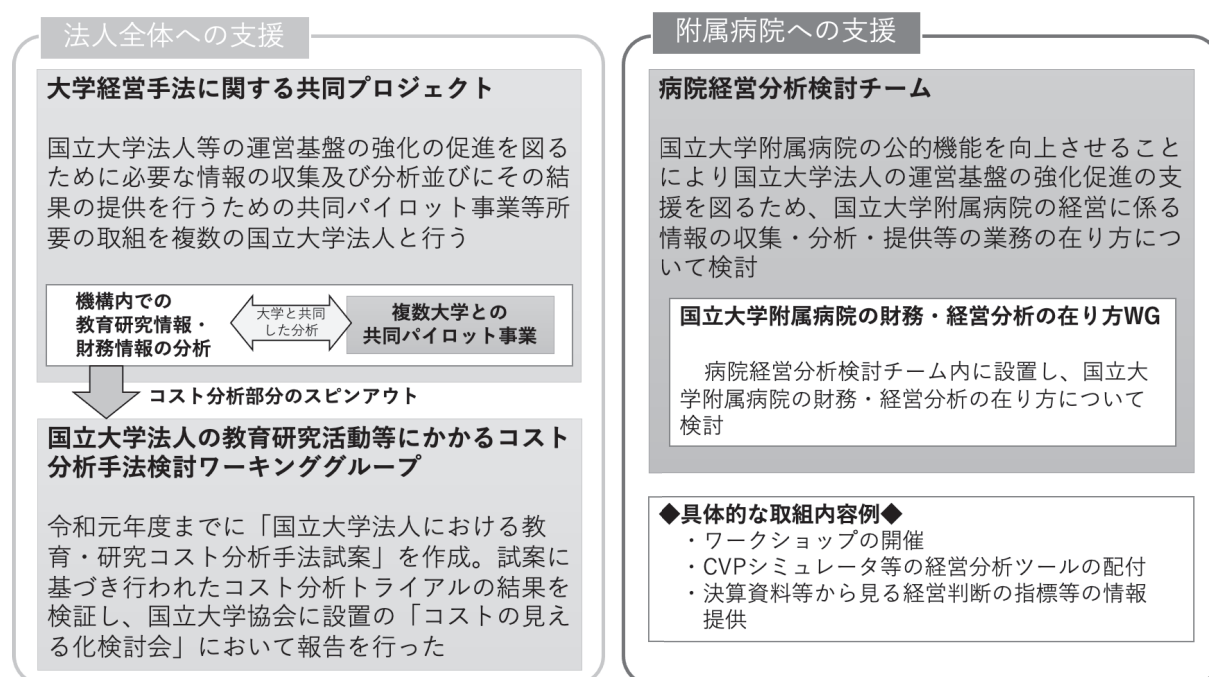 法人全体への支援
大学経営手法に関する共同プロジェクト
国立大学法人等の運営基盤の強化の促進を図る
ために必要な情報の収集及び分析並びにその結
果の提供を行うための共同パイロット事業等所
要の取組を複数の国立大学法人と行う
機構内での
教育研究情報・
財務情報の分析
大学と共同
した分析
複数大学との
共同パイロット事業
コスト分析部分のスピンアウト
国立大学法人の教育研究活動等にかかるコスト
分析手法検討ワーキンググループ
令和元年度までに「国立大学法人における教
育・研究コスト分析手法試案」を作成。試案に
基づき行われたコスト分析トライアルの結果を
検証し、国立大学協会に設置の「コストの見え
る化検討会」において報告を行った
附属病院への支援
病院経営分析検討チーム
国立大学附属病院の公的機能を向上させること
により国立大学法人の運営基盤の強化促進の支
援を図るため、国立大学附属病院の経営に係る
情報の収集・分析・提供等の業務の在り方につ
いて検討
国立大学附属病院の財務・経営分析の在り方WG
病院経営分析検討チーム内に設置し、国立大
学附属病院の財務・経営分析の在り方について
検討
◆具体的な取組内容例◆
・ワークショップの開催
・CVPシミュレータ等の経営分析ツールの配付
・決算資料等から見る経営判断の指標等の情報
提供